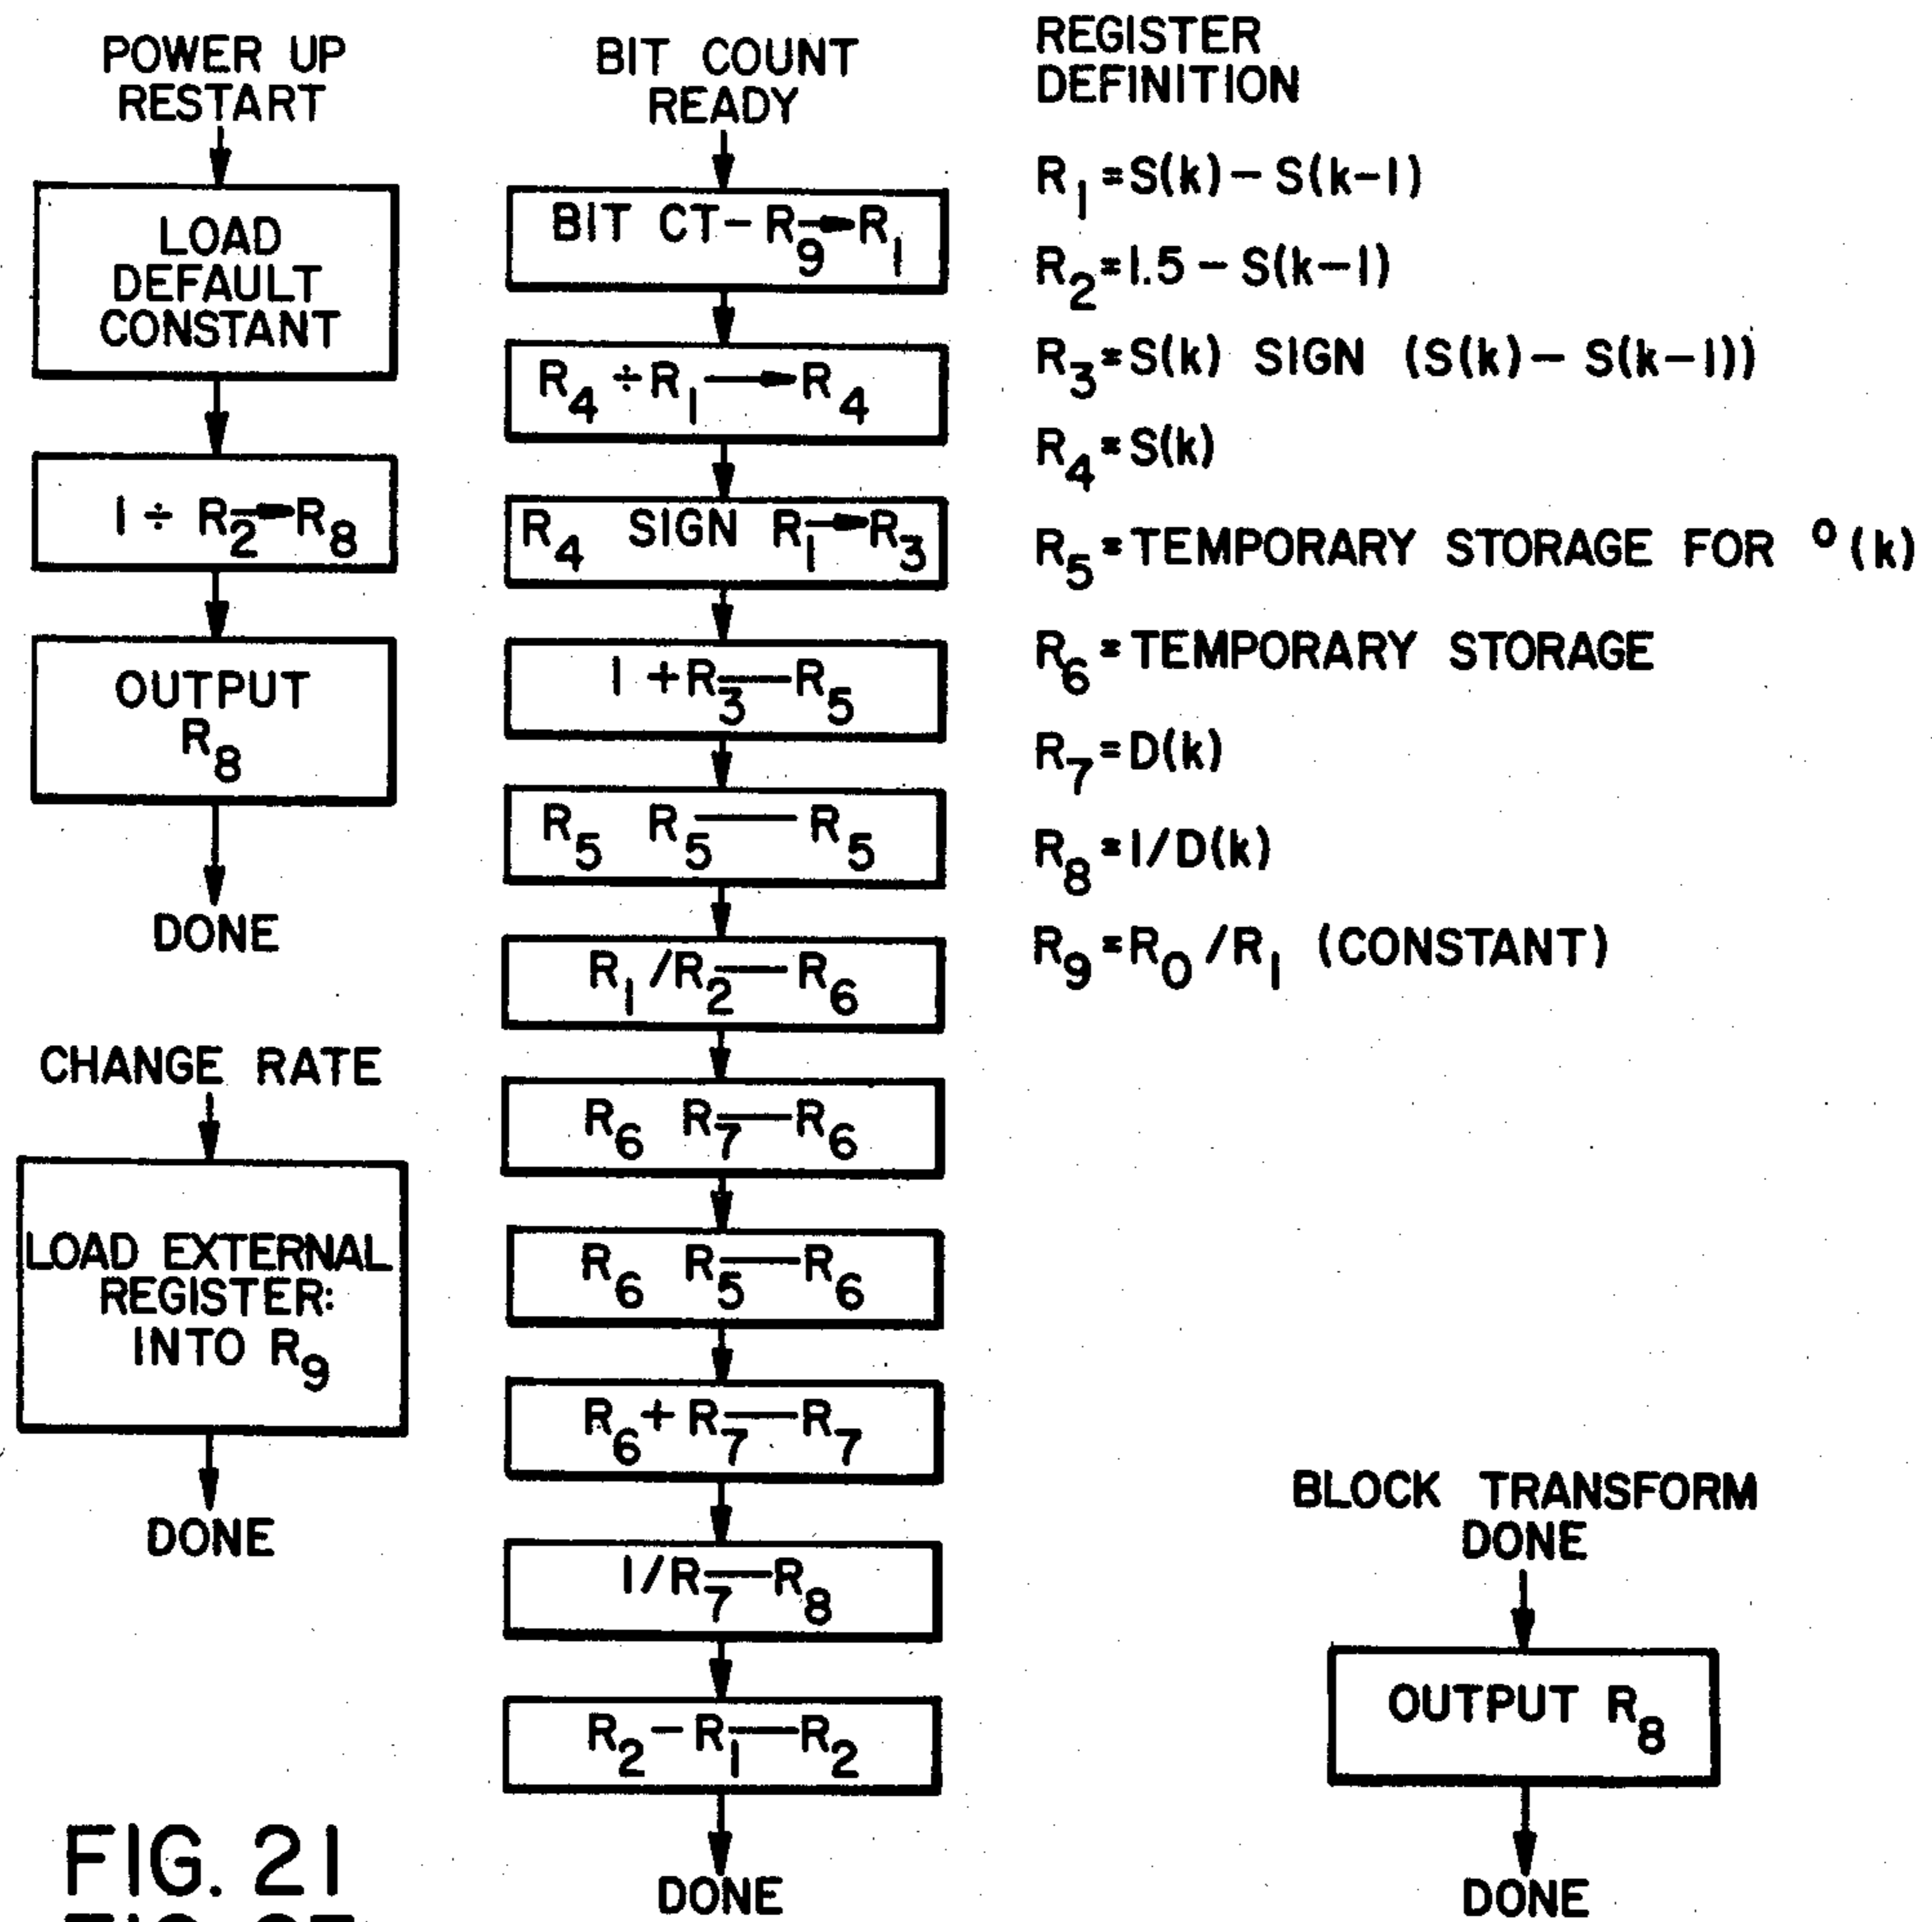 POWER UP
RESTART
LOAD
DEFAULT
CONSTANT
1 ÷ R2→R8
OUTPUT
R8
DONE
CHANGE RATE
LOAD EXTERNAL
REGISTER:
INTO R9
DONE
BIT COUNT
READY
BIT CT-R9→R1
R4 ÷R1→R4
R4 SIGN R1→R3
1+R3—R5
R5 R5—R5
R1/R2—R6
R6 R7—R6
R6 R5—R6
R6+R7—R7
1/R7—R8
R2-R1—R2
DONE
REGISTER
DEFINITION
R1=S(k)-S(k-1)
R2=1.5-S(k-1)
R3=S(k) SIGN (S(k)-S(k-1))
R4=S(k)
R5=TEMPORARY STORAGE FOR o(k)
R6=TEMPORARY STORAGE
R7=D(k)
R8=1/D(k)
R9=R0/R1 (CONSTANT)
BLOCK TRANSFORM
DONE
OUTPUT R8
DONE
FIG. 21